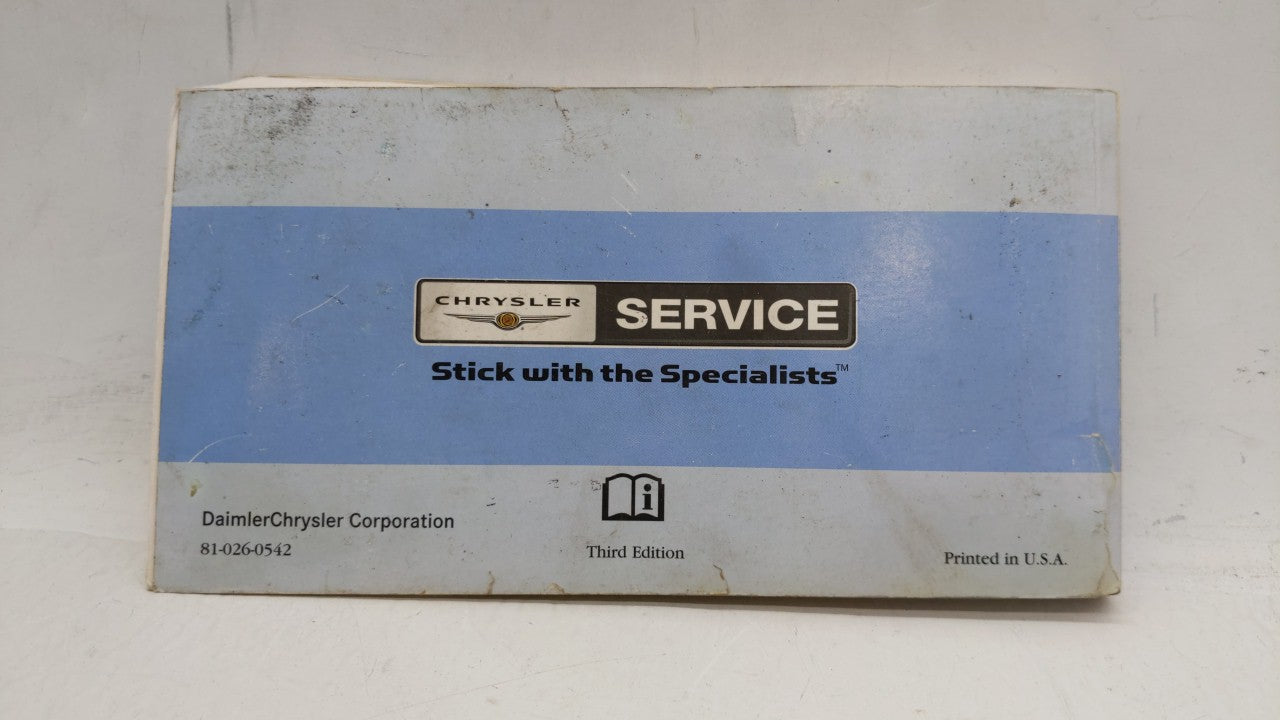 CHRYSLER SERVICE
Stick with the Specialists™
DaimlerChrysler Corporation
81-026-0542
i
Third Edition
Printed in U.S.A.